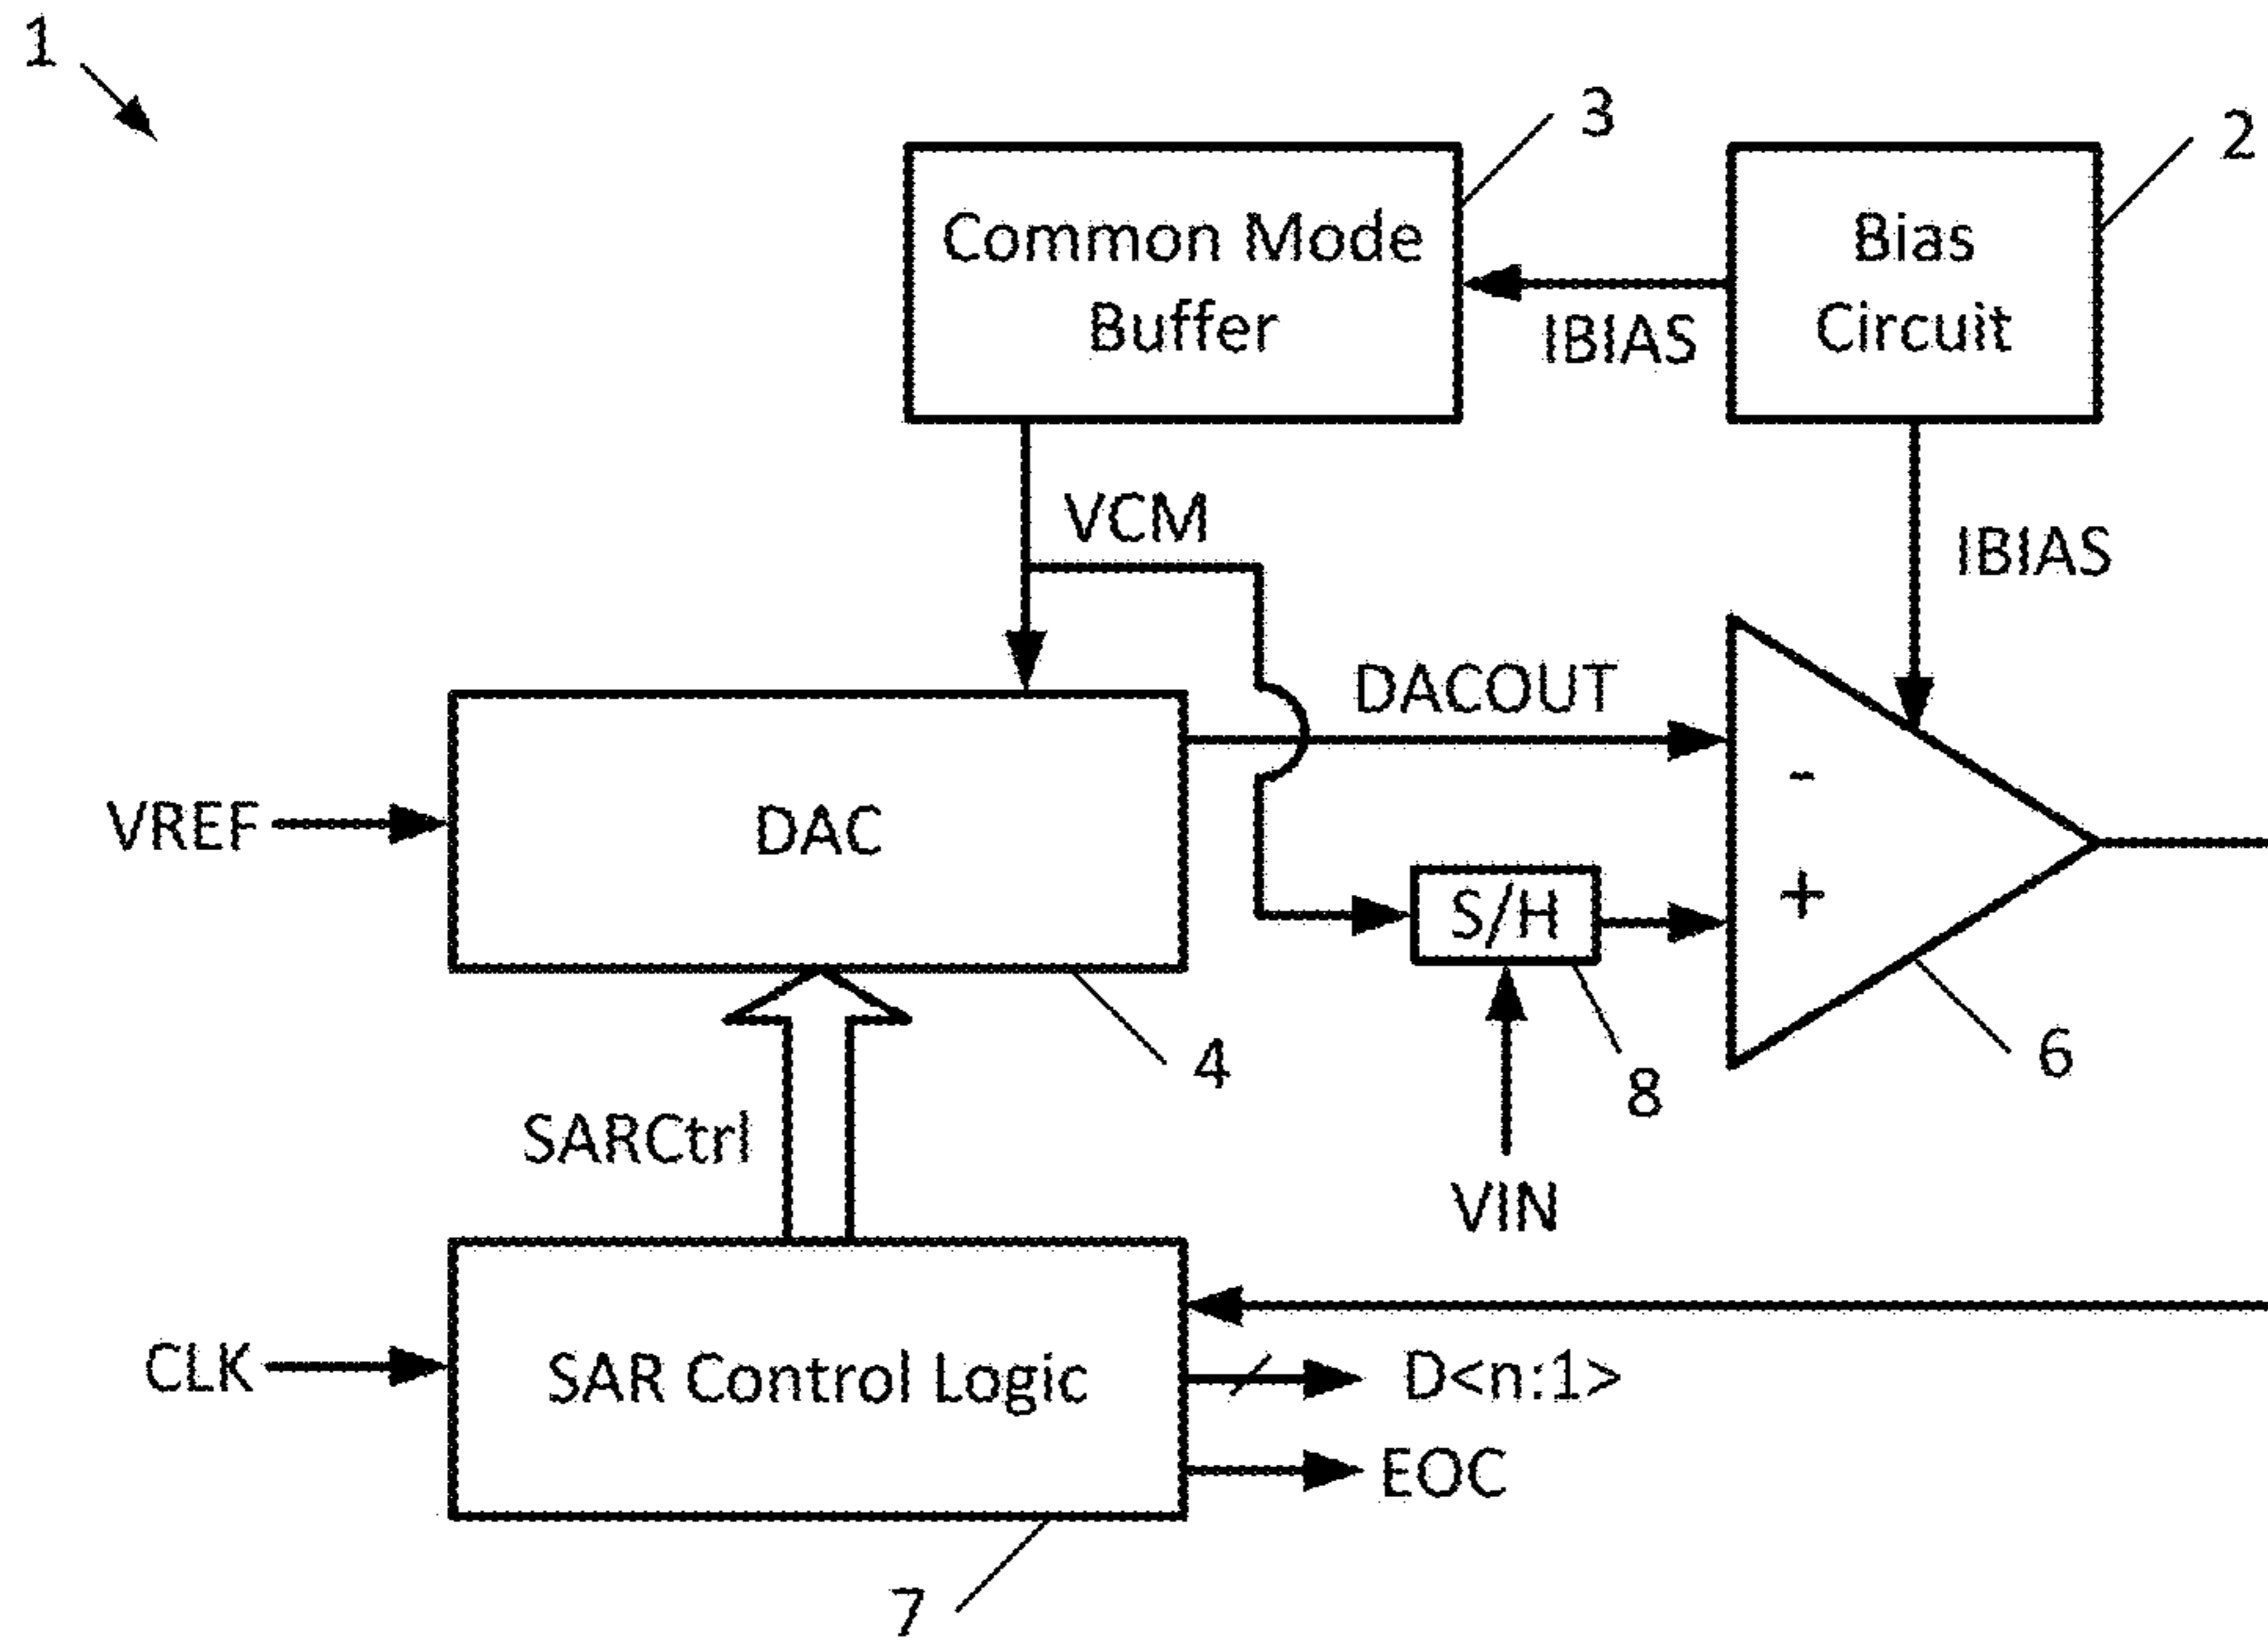 1
3
2
Common Mode
Buffer
Bias
Circuit
IBIAS
VCM
IBIAS
DACOUT
VREF
DAC
-
+
S/H
4
8
6
SARCtrl
VIN
CLK
SAR Control Logic
D<n:1>
EOC
7